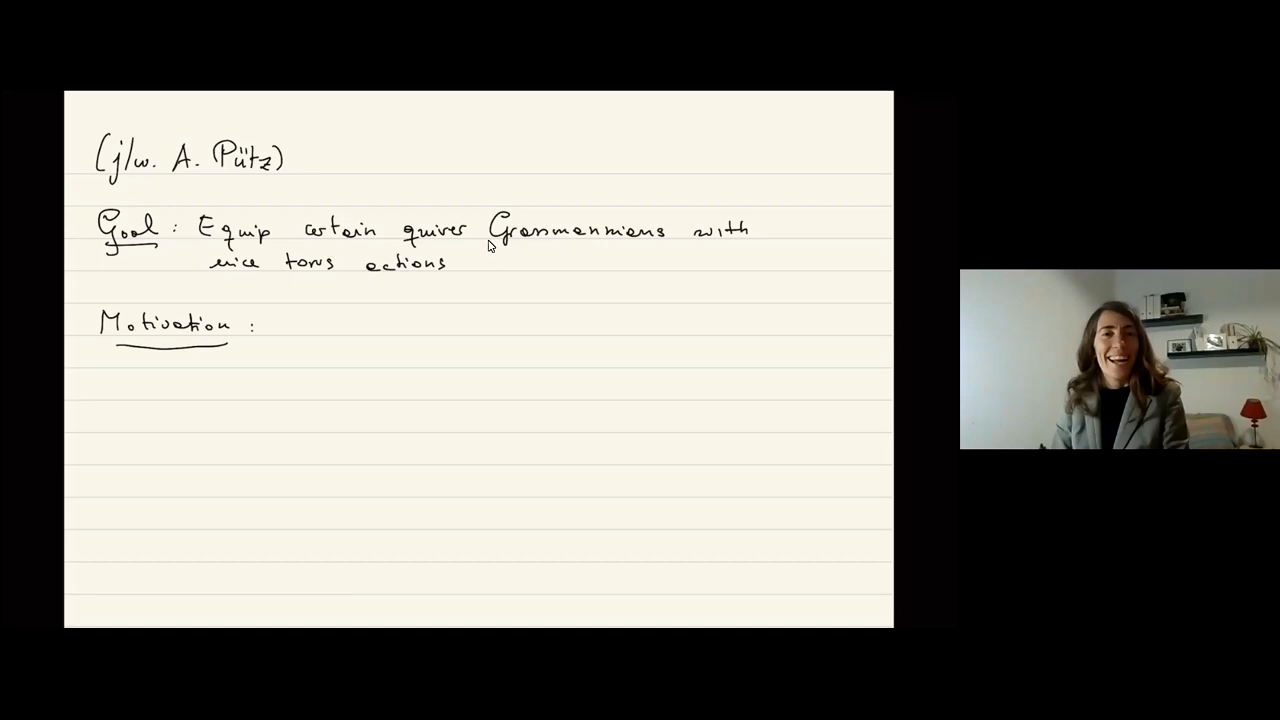 (j/w. A. Pütz)
Goal : Equip certain quiver Grassmannians with
nice torus actions
Motivation :